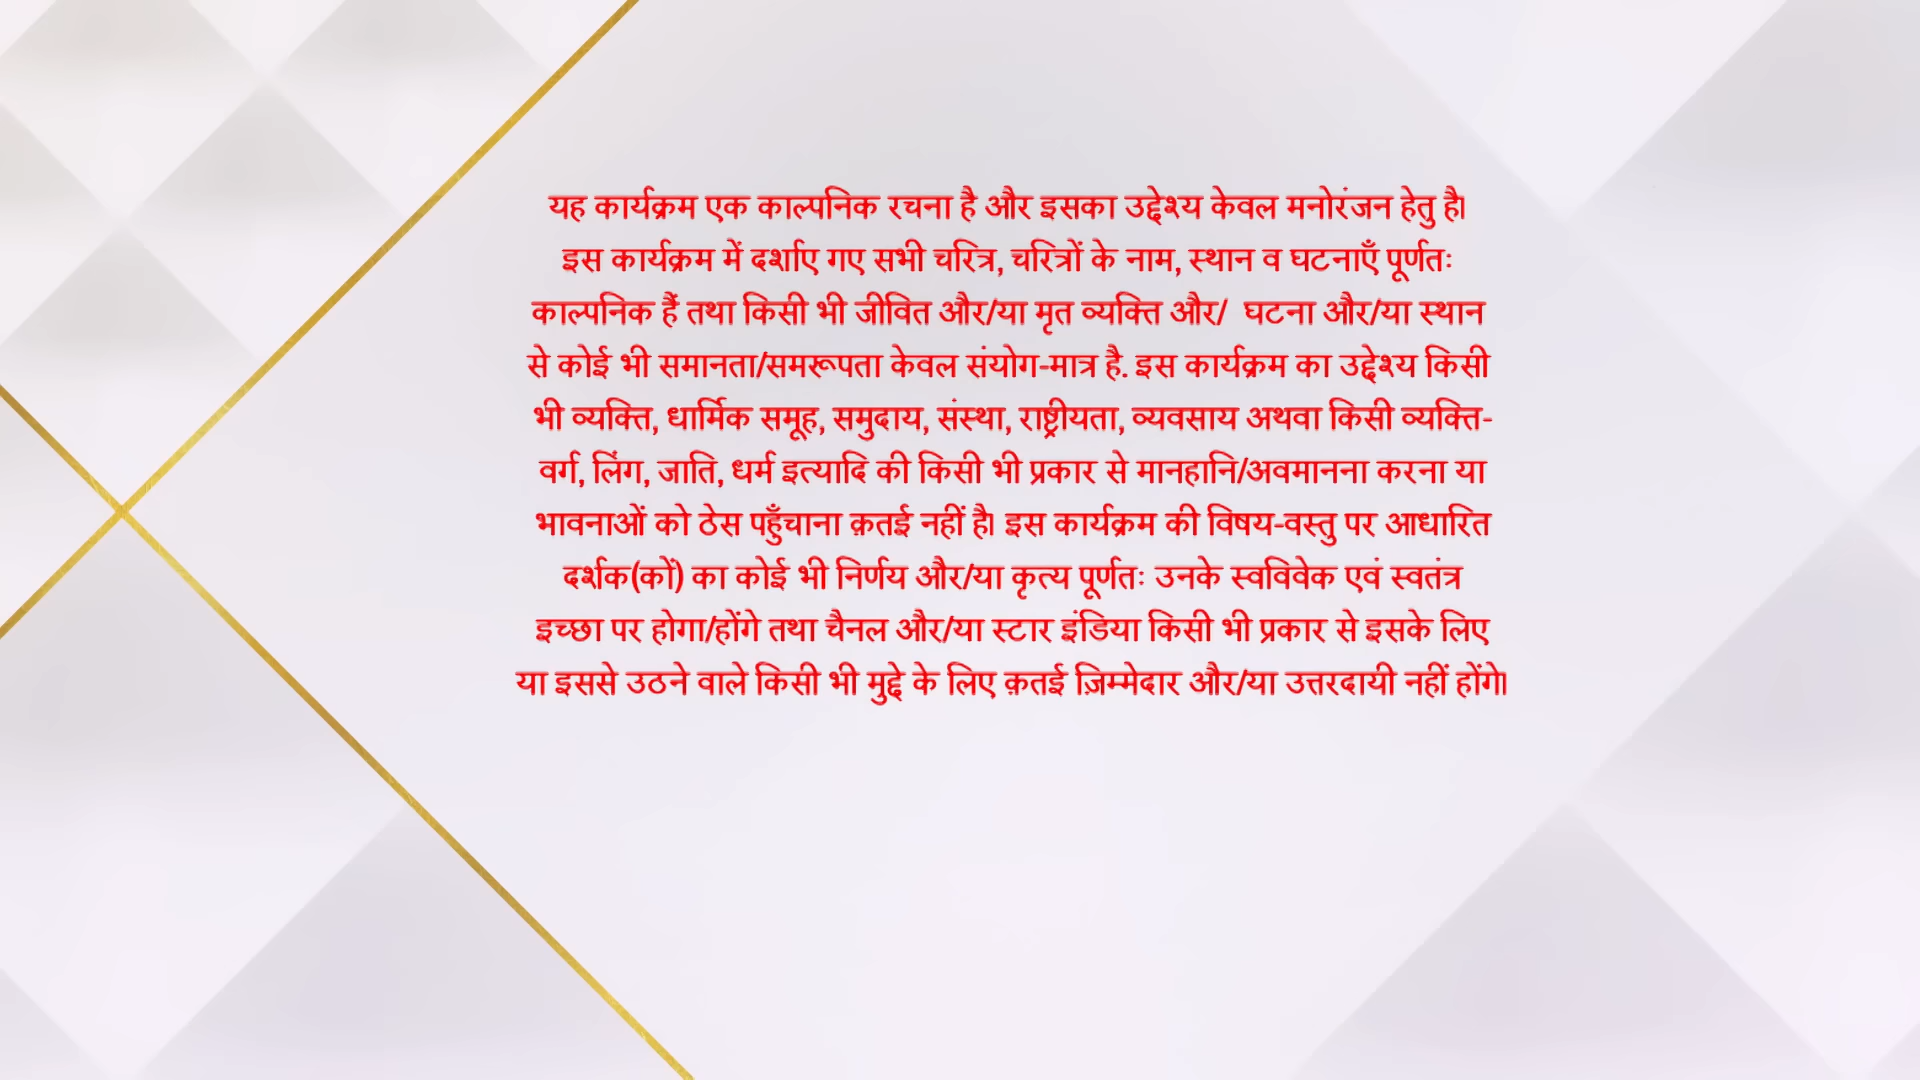 यह कार्यक्रम एक काल्पनिक रचना है और इसका उद्देश्य केवल मनोरंजन हेतु है।
इस कार्यक्रम में दर्शाए गए सभी चरित्र, चरित्रों के नाम, स्थान व घटनाएँ पूर्णतः
काल्पनिक हैं तथा किसी भी जीवित और/या मृत व्यक्ति और/ घटना और/या स्थान
से कोई भी समानता/समरूपता केवल संयोग-मात्र है. इस कार्यक्रम का उद्देश्य किसी
भी व्यक्ति, धार्मिक समूह, समुदाय, संस्था, राष्ट्रीयता, व्यवसाय अथवा किसी व्यक्ति-
वर्ग, लिंग, जाति, धर्म इत्यादि की किसी भी प्रकार से मानहानि/अवमानना करना या
भावनाओं को ठेस पहुँचाना क़तई नहीं है। इस कार्यक्रम की विषय-वस्तु पर आधारित
दर्शक(कों) का कोई भी निर्णय और/या कृत्य पूर्णतः उनके स्वविवेक एवं स्वतंत्र
इच्छा पर होगा/होंगे तथा चैनल और/या स्टार इंडिया किसी भी प्रकार से इसके लिए
या इससे उठने वाले किसी भी मुद्दे के लिए क़तई ज़िम्मेदार और/या उत्तरदायी नहीं होंगे।